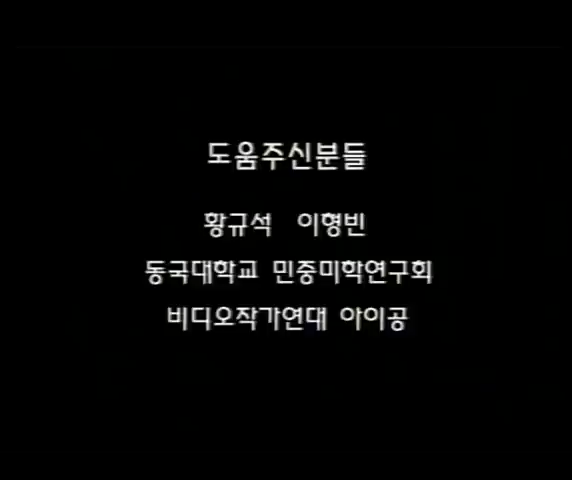 도움주신분들
황규석 이형빈
동국대학교 민중미학연구회
비디오작가연대 아이공